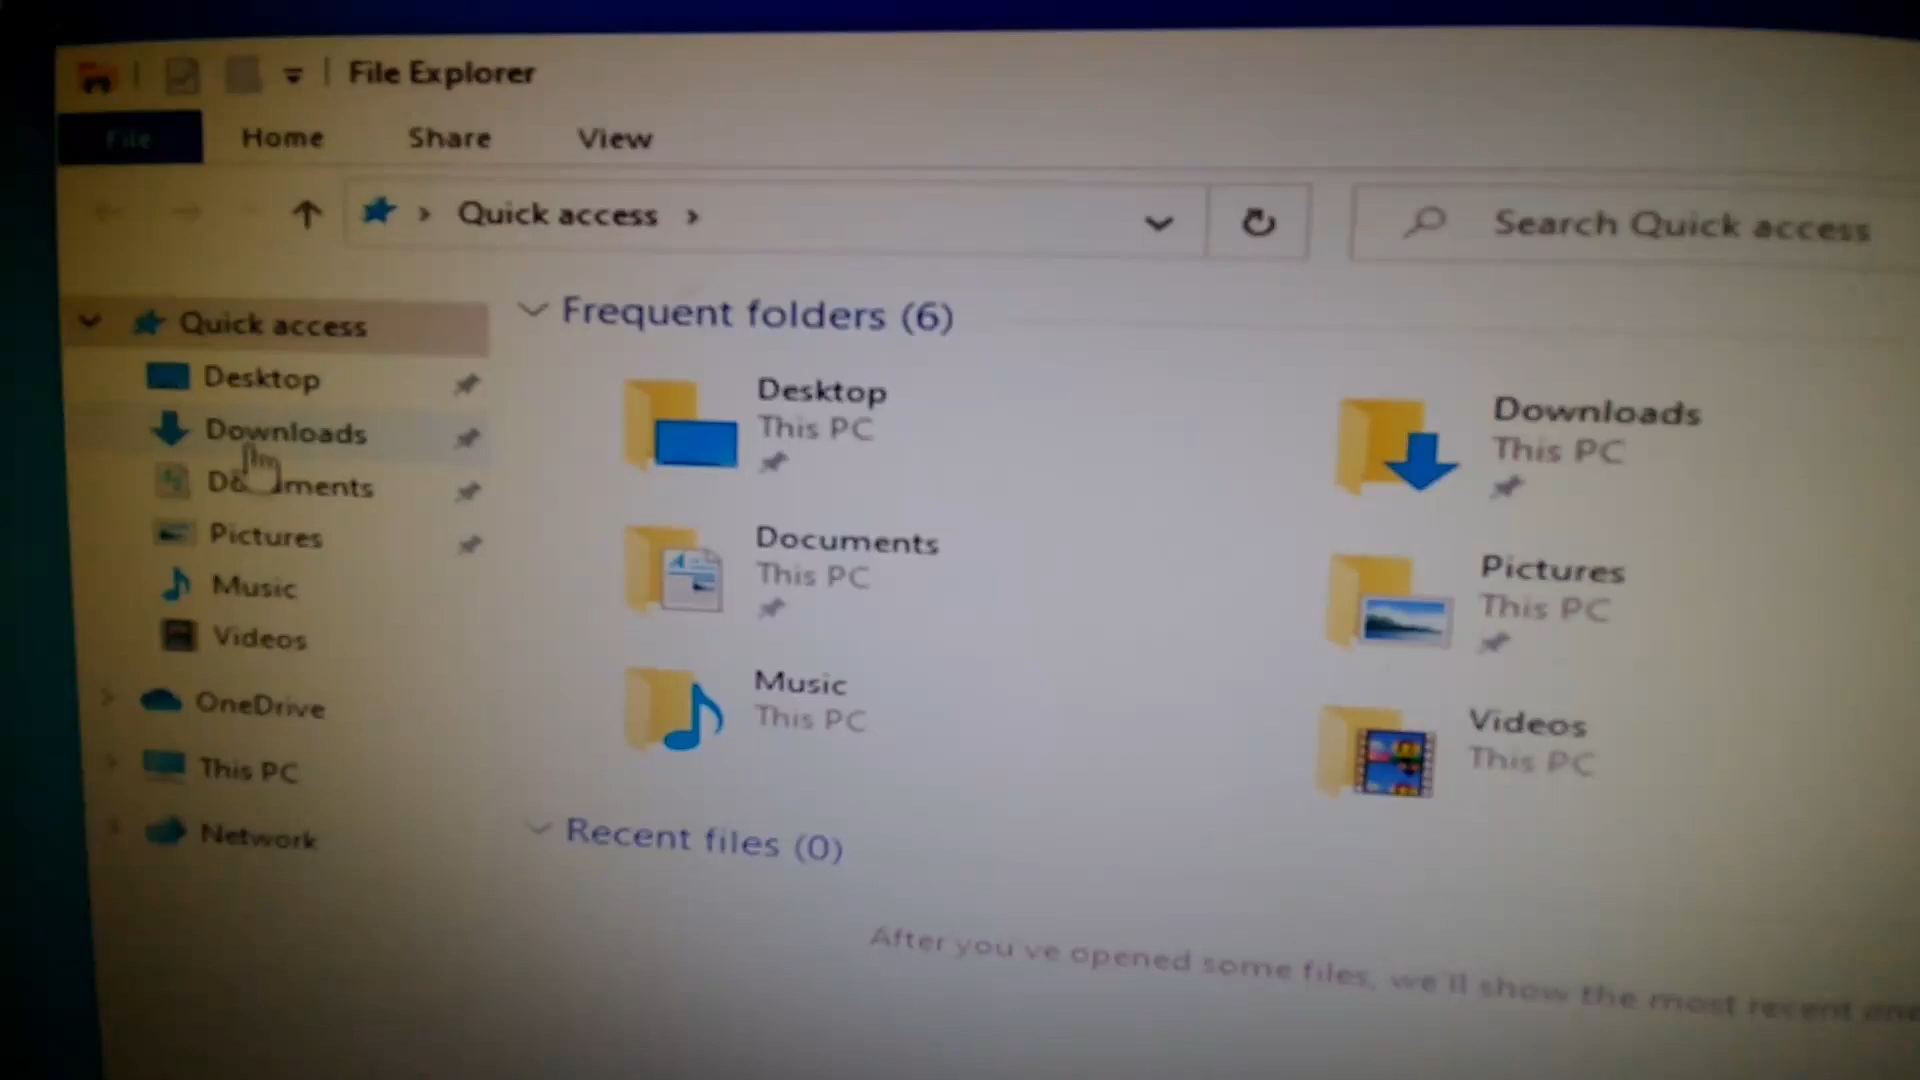 File Explorer
File Home Share View
Quick access
Search Quick access
Quick access
Desktop
Downloads
Documents
Pictures
Music
Videos
OneDrive
This PC
Network
Frequent folders (6)
Desktop
This PC
Downloads
This PC
Documents
This PC
Pictures
This PC
Music
This PC
Videos
This PC
Recent files (0)
After you've opened some files, we'll show the most recent one